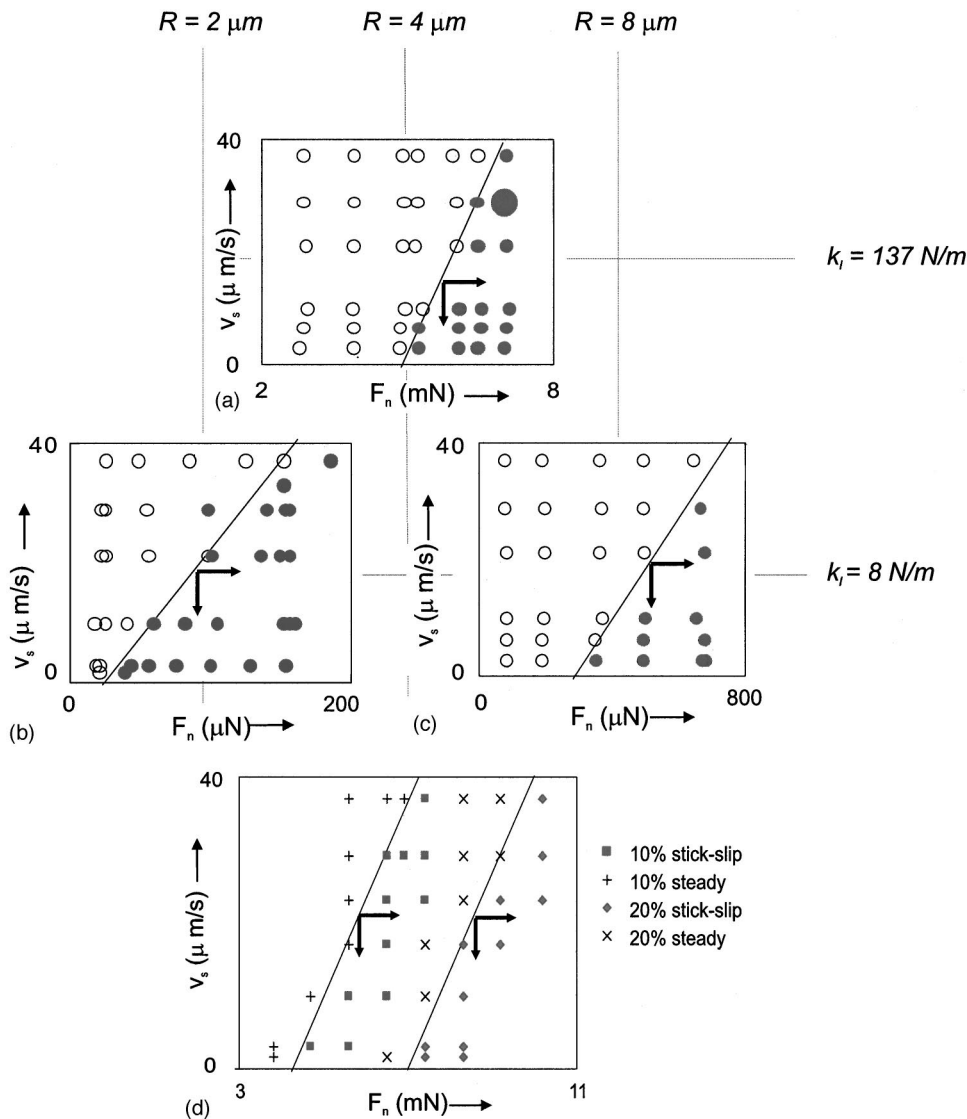 R = 2 μm
R = 4 μm
R = 8 μm
40
v_s (μ m/s)
0
2
F_n (mN)
8
(a)
k_l = 137 N/m
40
v_s (μ m/s)
0
0
F_n (μN)
200
(b)
40
v_s (μ m/s)
0
0
F_n (μN)
800
(c)
k_l = 8 N/m
40
v_s (μ m/s)
0
3
F_n (mN)
11
(d)
10% stick-slip
10% steady
20% stick-slip
20% steady